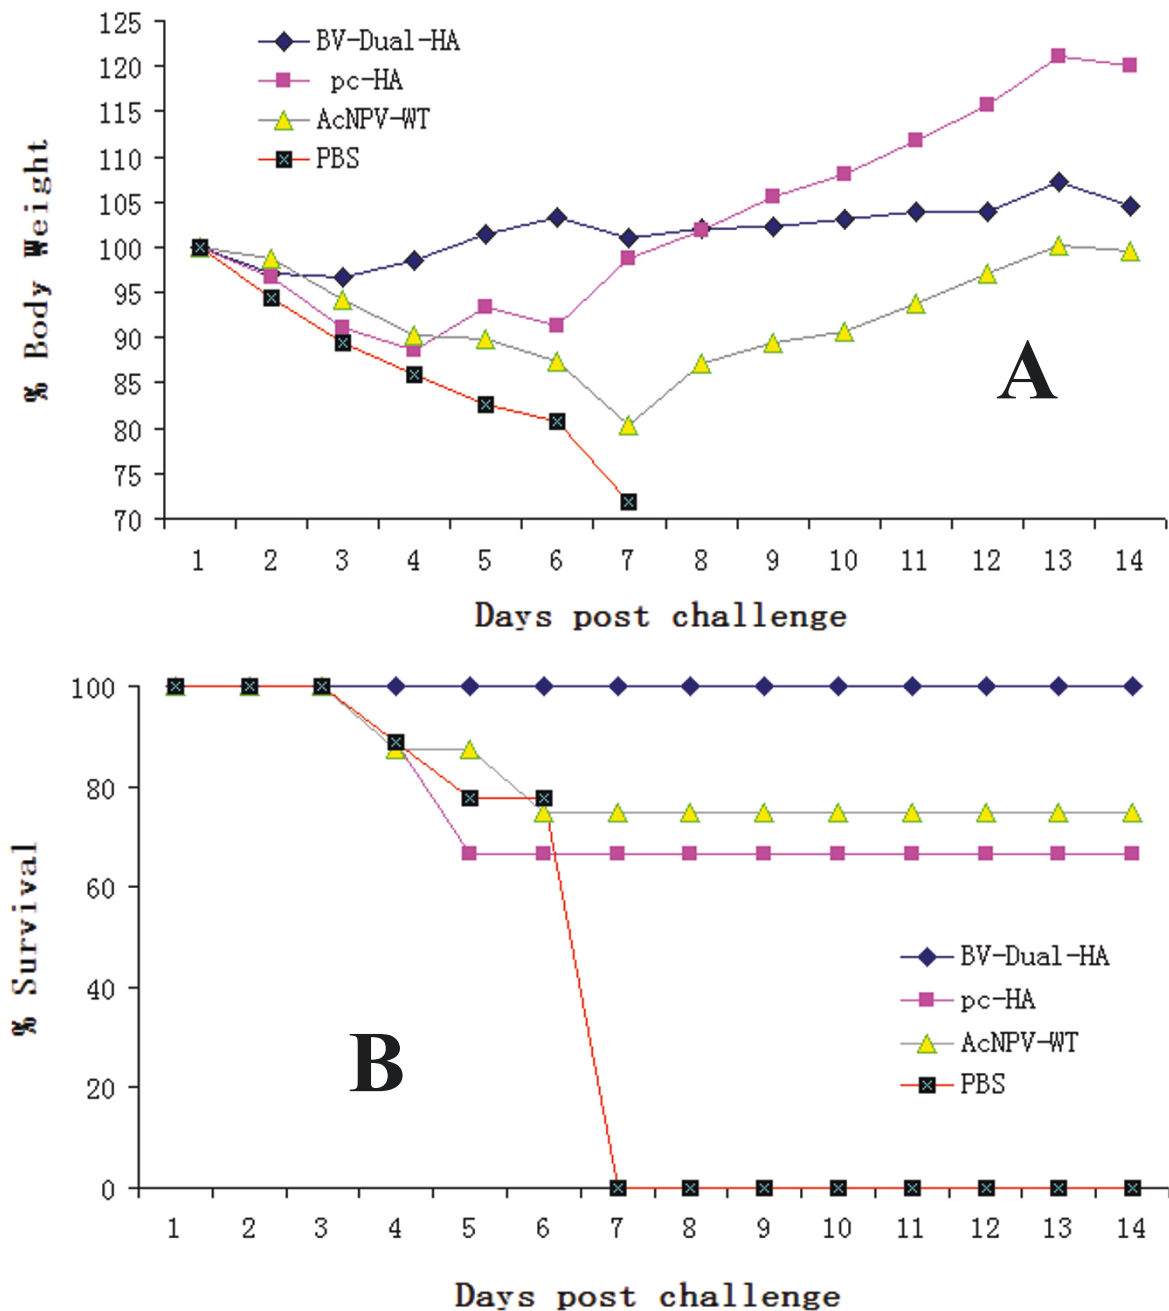 125
120
115
110
105
100
95
90
85
80
75
70
% Body Weight
BV-Dual-HA
pc-HA
AcNPV-WT
PBS
A
1 2 3 4 5 6 7 8 9 10 11 12 13 14
Days post challenge
100
80
60
40
20
0
% Survival
BV-Dual-HA
pc-HA
AcNPV-WT
PBS
B
1 2 3 4 5 6 7 8 9 10 11 12 13 14
Days post challenge